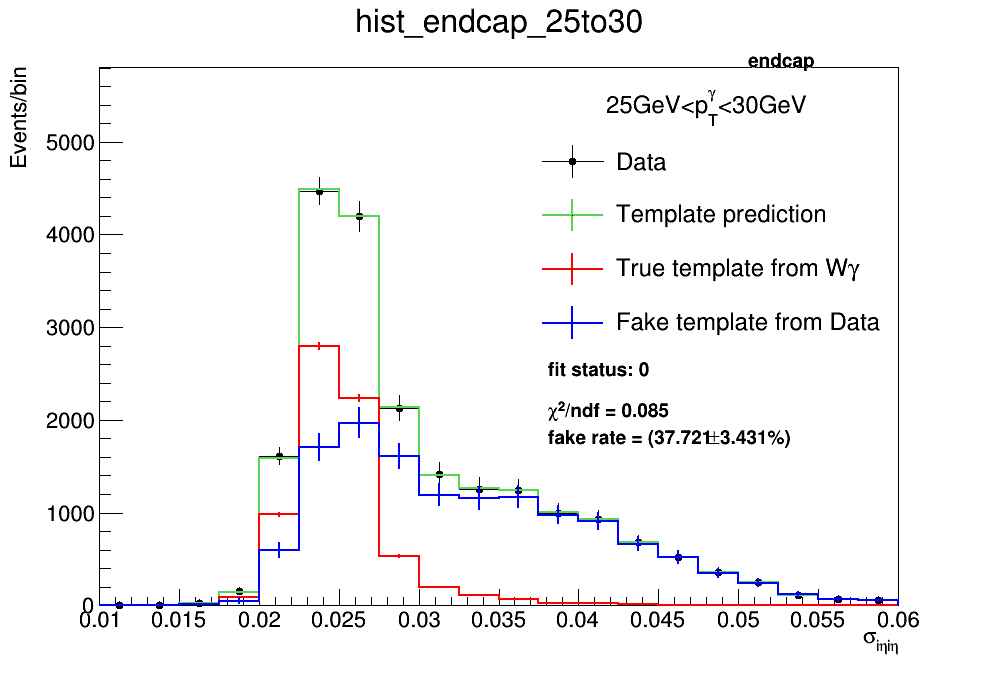 hist_endcap_25to30
endcap
Events/bin
25GeV<p_T^γ<30GeV
Data
Template prediction
True template from Wγ
Fake template from Data
fit status: 0
χ²/ndf = 0.085
fake rate = (37.721±3.431%)
5000
4000
3000
2000
1000
0
0.01 0.015 0.02 0.025 0.03 0.035 0.04 0.045 0.05 0.055 0.06
σiηiη